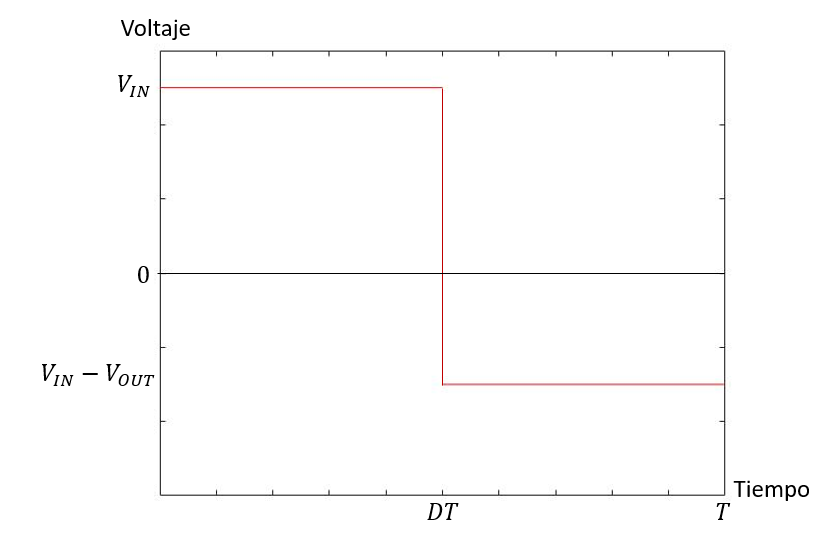 Voltaje
V_IN
0
V_IN − V_OUT
Tiempo
DT
T